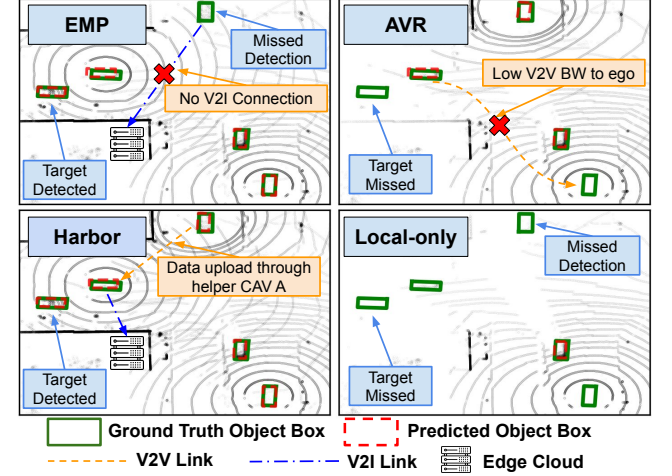 EMP
Missed
Detection
No V2I Connection
Target
Detected
AVR
Low V2V BW to ego
Target
Missed
Harbor
Data upload through
helper CAV A
Target
Detected
Local-only
Missed
Detection
Target
Missed
Ground Truth Object Box
Predicted Object Box
V2V Link
V2I Link
Edge Cloud